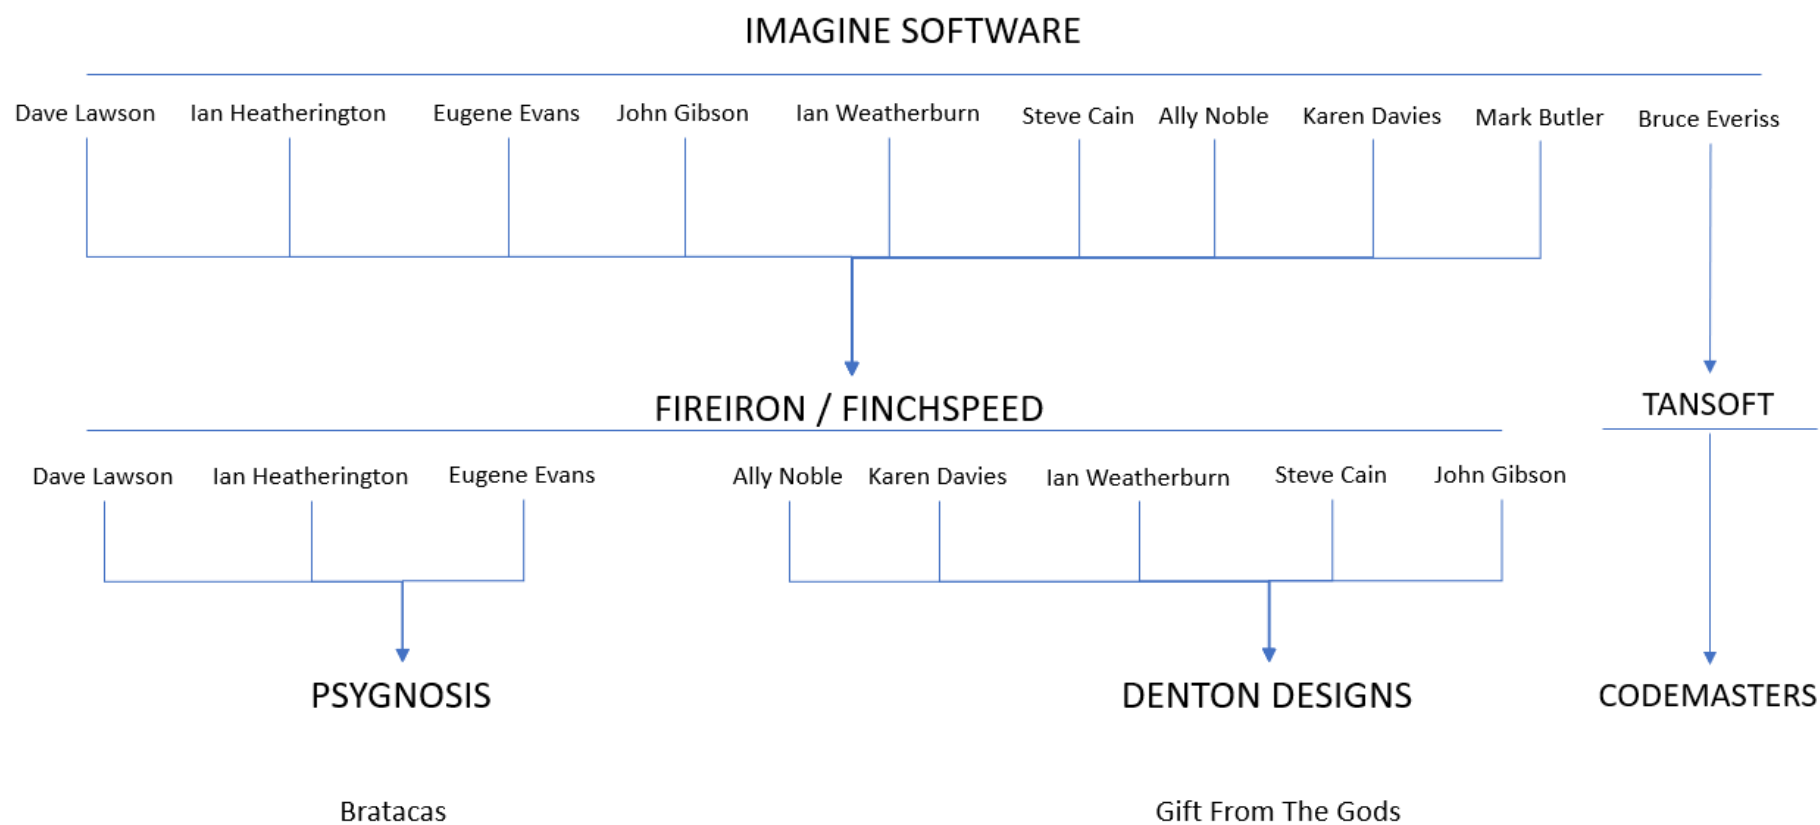 IMAGINE SOFTWARE
Dave Lawson Ian Heatherington Eugene Evans John Gibson Ian Weatherburn Steve Cain Ally Noble Karen Davies Mark Butler Bruce Everiss
FIREIRON / FINCHSPEED TANSOFT
Dave Lawson Ian Heatherington Eugene Evans Ally Noble Karen Davies Ian Weatherburn Steve Cain John Gibson
PSYGNOSIS DENTON DESIGNS CODEMASTERS
Bratacas Gift From The Gods